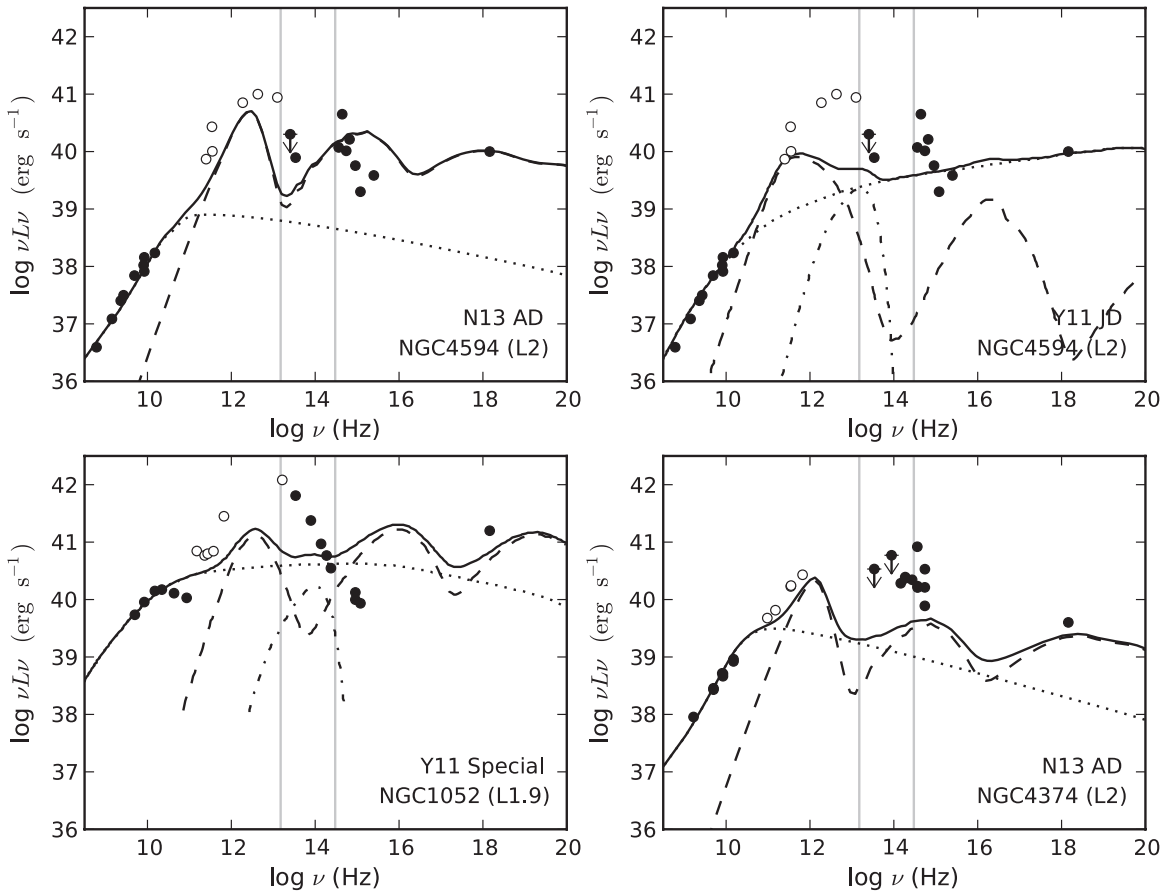 42
41
40
39
38
37
36
log νLν (erg s⁻¹)
N13 AD
NGC4594 (L2)
10 12 14 16 18 20
log ν (Hz)
42
41
40
39
38
37
36
log νLν (erg s⁻¹)
Y11 JD
NGC4594 (L2)
10 12 14 16 18 20
log ν (Hz)
42
41
40
39
38
37
36
log νLν (erg s⁻¹)
Y11 Special
NGC1052 (L1.9)
10 12 14 16 18 20
log ν (Hz)
42
41
40
39
38
37
36
log νLν (erg s⁻¹)
N13 AD
NGC4374 (L2)
10 12 14 16 18 20
log ν (Hz)